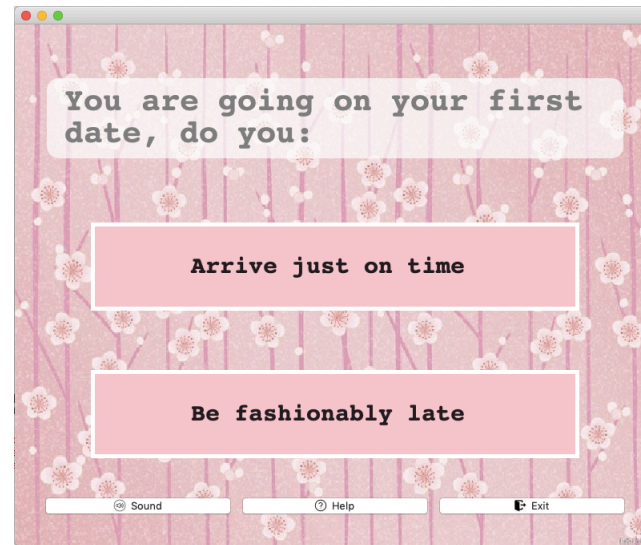 You are going on your first
date, do you:
Arrive just on time
Be fashionably late
Sound
Help
Exit